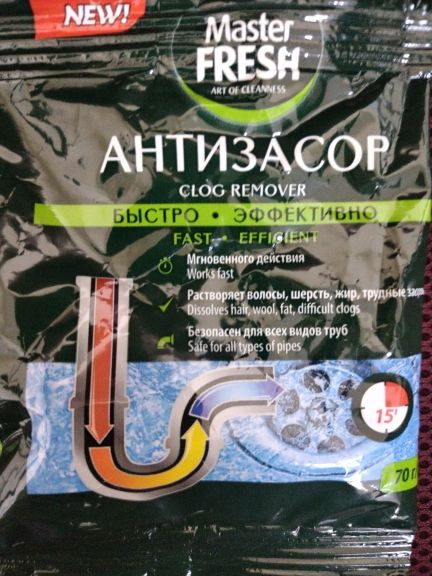 NEW!
Master
FRESH
ART OF CLEANNESS
АНТИЗАСОР
CLOG REMOVER
БЫСТРО • ЭФФЕКТИВНО
FAST • EFFICIENT
Мгновенного действия
Works fast
Растворяет волосы, шерсть, жир, трудные
Dissolves hair, wool, fat, difficult clogs
Безопасен для всех видов труб
Safe for all types of pipes
15'
70 г